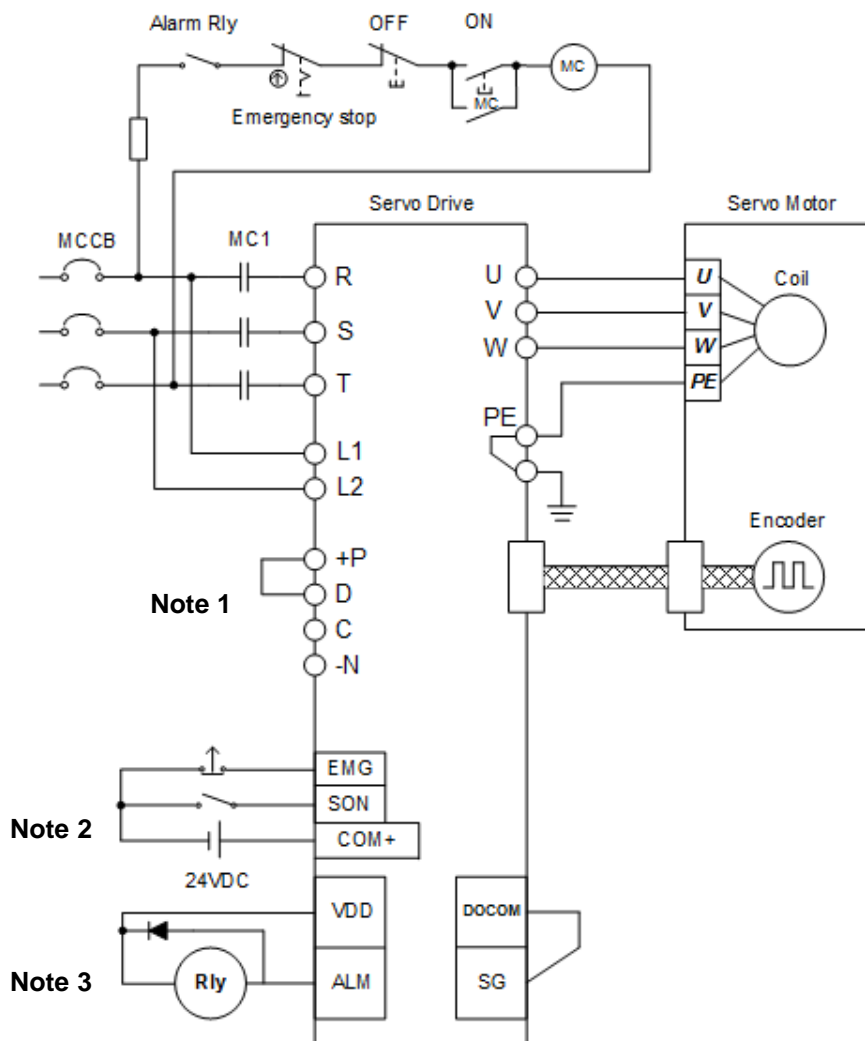 Alarm Rly
OFF
ON
MC
MC
Emergency stop
Servo Drive
Servo Motor
MCCB
MC1
R
U
U
Coil
S
V
V
W
W
T
PE
PE
L1
L2
Encoder
+P
D
Note 1
C
-N
EMG
SON
Note 2
COM+
24VDC
VDD
DOCOM
Note 3
Rly
ALM
SG